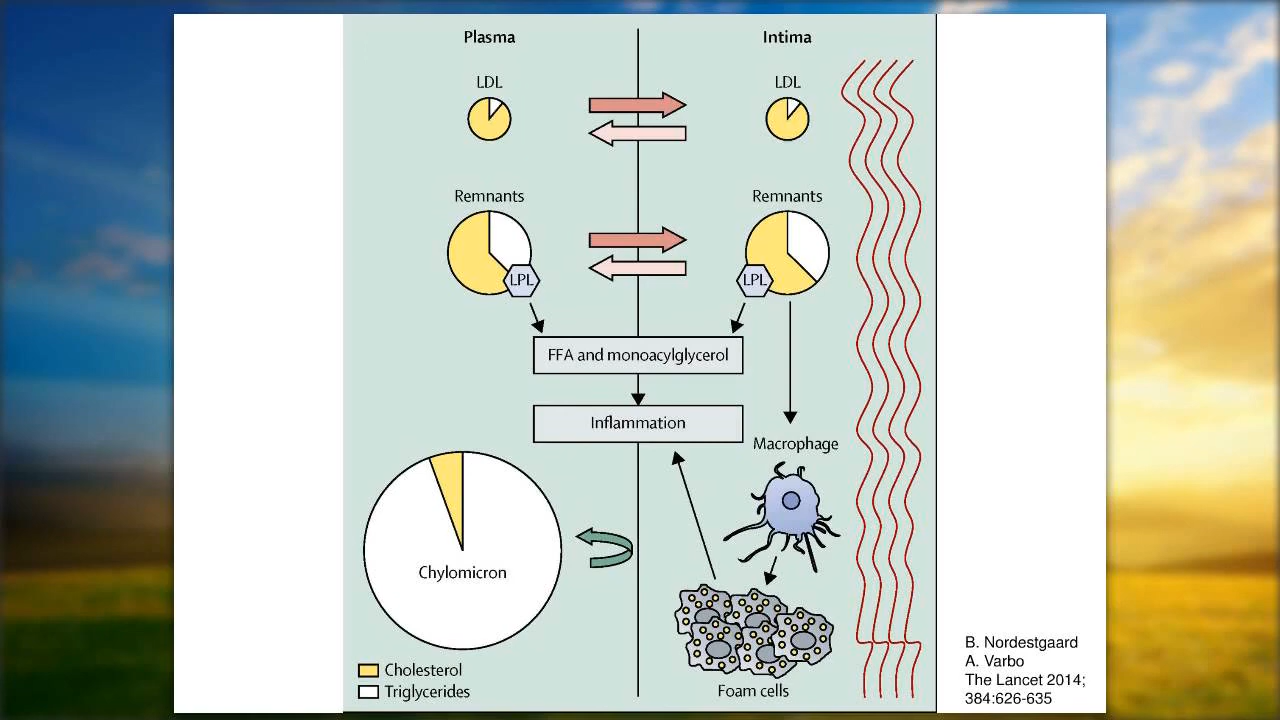 Plasma
Intima
LDL
LDL
Remnants
Remnants
LPL
LPL
FFA and monoacylglycerol
Inflammation
Macrophage
Chylomicron
Cholesterol
Triglycerides
Foam cells
B. Nordestgaard
A. Varbo
The Lancet 2014;
384:626-635